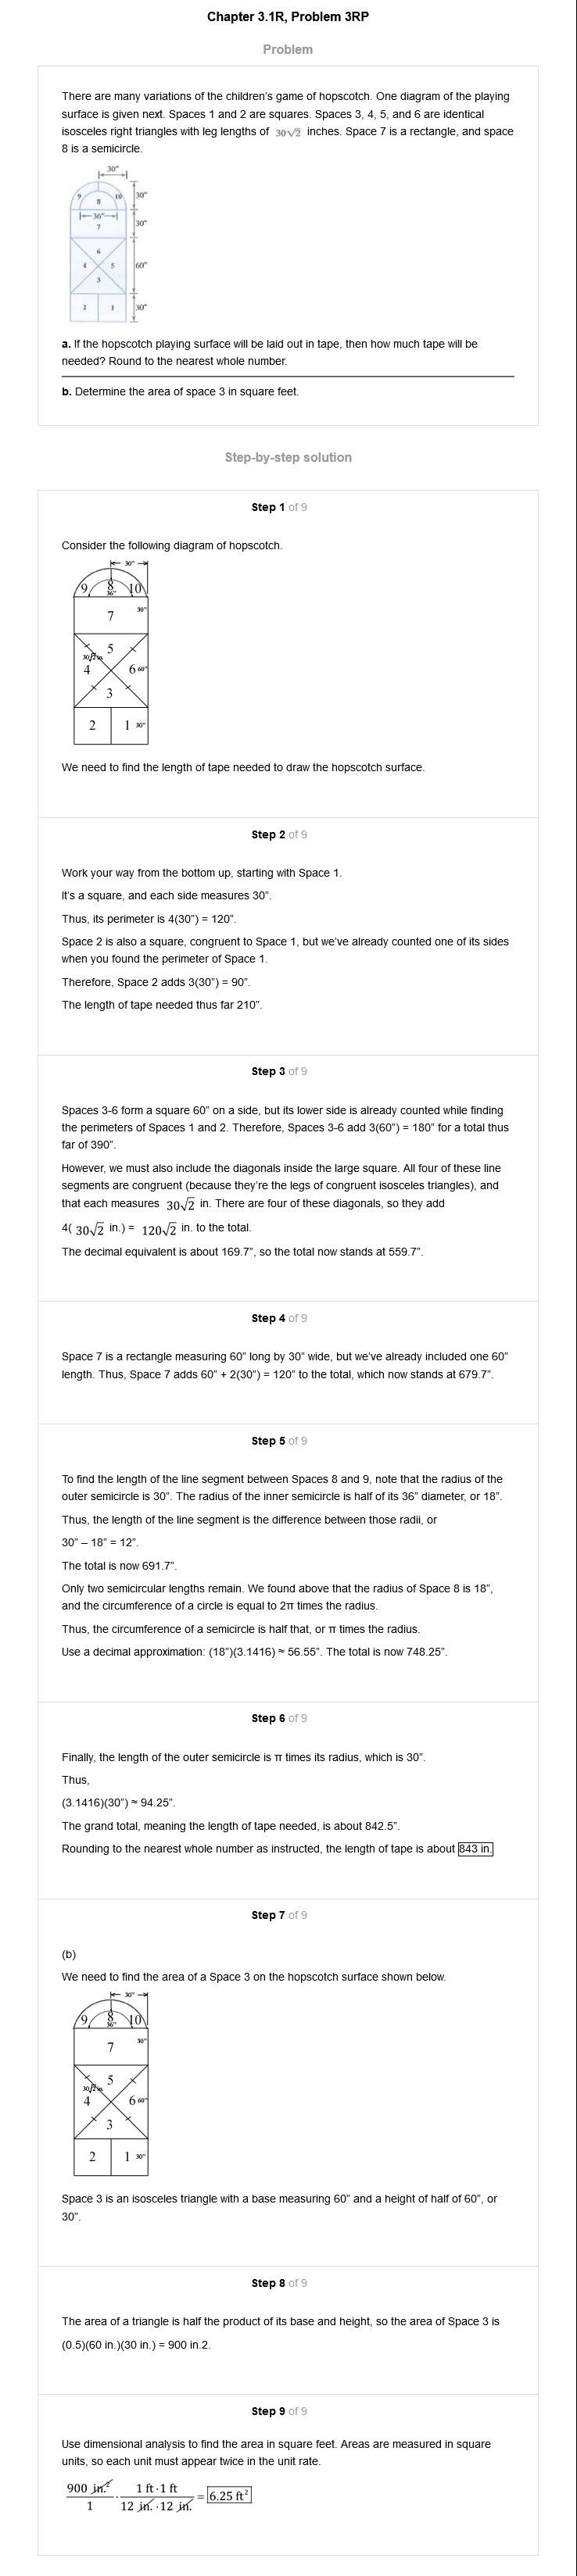 Chapter 3.1R, Problem 3RP
Problem
There are many variations of the children's game of hopscotch. One diagram of the playing
surface is given next. Spaces 1 and 2 are squares. Spaces 3, 4, 5, and 6 are identical
isosceles right triangles with leg lengths of 30√2 inches. Space 7 is a rectangle, and space
8 is a semicircle.
30"
9 8 10 30"
36"
7 30"
6
4 5 60"
3
2 1 30"
a. If the hopscotch playing surface will be laid out in tape, then how much tape will be
needed? Round to the nearest whole number.
b. Determine the area of space 3 in square feet.
Step-by-step solution
Step 1 of 9
Consider the following diagram of hopscotch.
30"
9 8 10
36"
30"
7
5
30√2 in
4 6 60"
3
2 1 30"
We need to find the length of tape needed to draw the hopscotch surface.
Step 2 of 9
Work your way from the bottom up, starting with Space 1.
It's a square, and each side measures 30”.
Thus, its perimeter is 4(30”) = 120”.
Space 2 is also a square, congruent to Space 1, but we've already counted one of its sides
when you found the perimeter of Space 1.
Therefore, Space 2 adds 3(30”) = 90”.
The length of tape needed thus far 210”.
Step 3 of 9
Spaces 3-6 form a square 60” on a side, but its lower side is already counted while finding
the perimeters of Spaces 1 and 2. Therefore, Spaces 3-6 add 3(60”) = 180” for a total thus
far of 390”.
However, we must also include the diagonals inside the large square. All four of these line
segments are congruent (because they're the legs of congruent isosceles triangles), and
that each measures 30√2 in. There are four of these diagonals, so they add
4( 30√2 in.) = 120√2 in. to the total.
The decimal equivalent is about 169.7”, so the total now stands at 559.7”.
Step 4 of 9
Space 7 is a rectangle measuring 60” long by 30” wide, but we've already included one 60”
length. Thus, Space 7 adds 60” + 2(30”) = 120” to the total, which now stands at 679.7”.
Step 5 of 9
To find the length of the line segment between Spaces 8 and 9, note that the radius of the
outer semicircle is 30”. The radius of the inner semicircle is half of its 36” diameter, or 18”.
Thus, the length of the line segment is the difference between those radii, or
30” – 18” = 12”.
The total is now 691.7”.
Only two semicircular lengths remain. We found above that the radius of Space 8 is 18”,
and the circumference of a circle is equal to 2π times the radius.
Thus, the circumference of a semicircle is half that, or π times the radius.
Use a decimal approximation: (18”)(3.1416) ≈ 56.55”. The total is now 748.25”.
Step 6 of 9
Finally, the length of the outer semicircle is π times its radius, which is 30”.
Thus,
(3.1416)(30”) ≈ 94.25”.
The grand total, meaning the length of tape needed, is about 842.5”.
Rounding to the nearest whole number as instructed, the length of tape is about 843 in.
Step 7 of 9
(b)
We need to find the area of a Space 3 on the hopscotch surface shown below.
30"
9 8 10
36"
30"
7
5
30√2 in
4 6 60"
3
2 1 30"
Space 3 is an isosceles triangle with a base measuring 60” and a height of half of 60”, or
30”.
Step 8 of 9
The area of a triangle is half the product of its base and height, so the area of Space 3 is
(0.5)(60 in.)(30 in.) = 900 in.2.
Step 9 of 9
Use dimensional analysis to find the area in square feet. Areas are measured in square
units, so each unit must appear twice in the unit rate.
900 in.² / 1 · 1 ft · 1 ft / 12 in. · 12 in. = 6.25 ft²